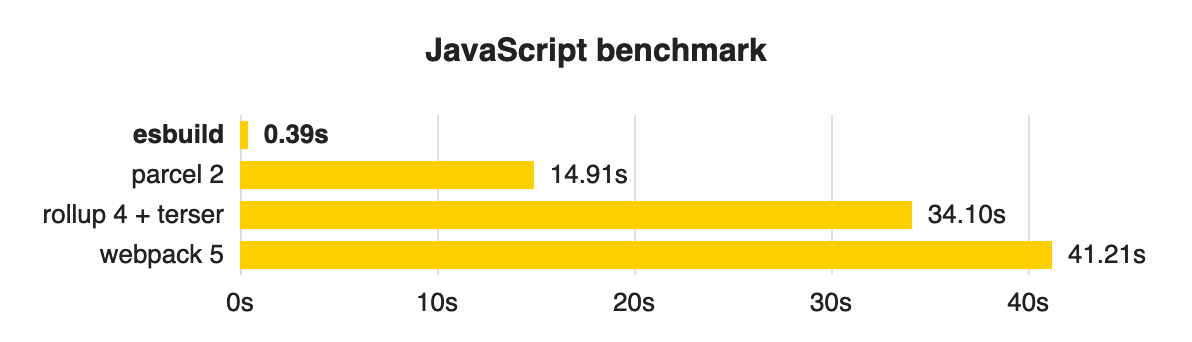 JavaScript benchmark
esbuild 0.39s
parcel 2 14.91s
rollup 4 + terser 34.10s
webpack 5 41.21s
0s 10s 20s 30s 40s